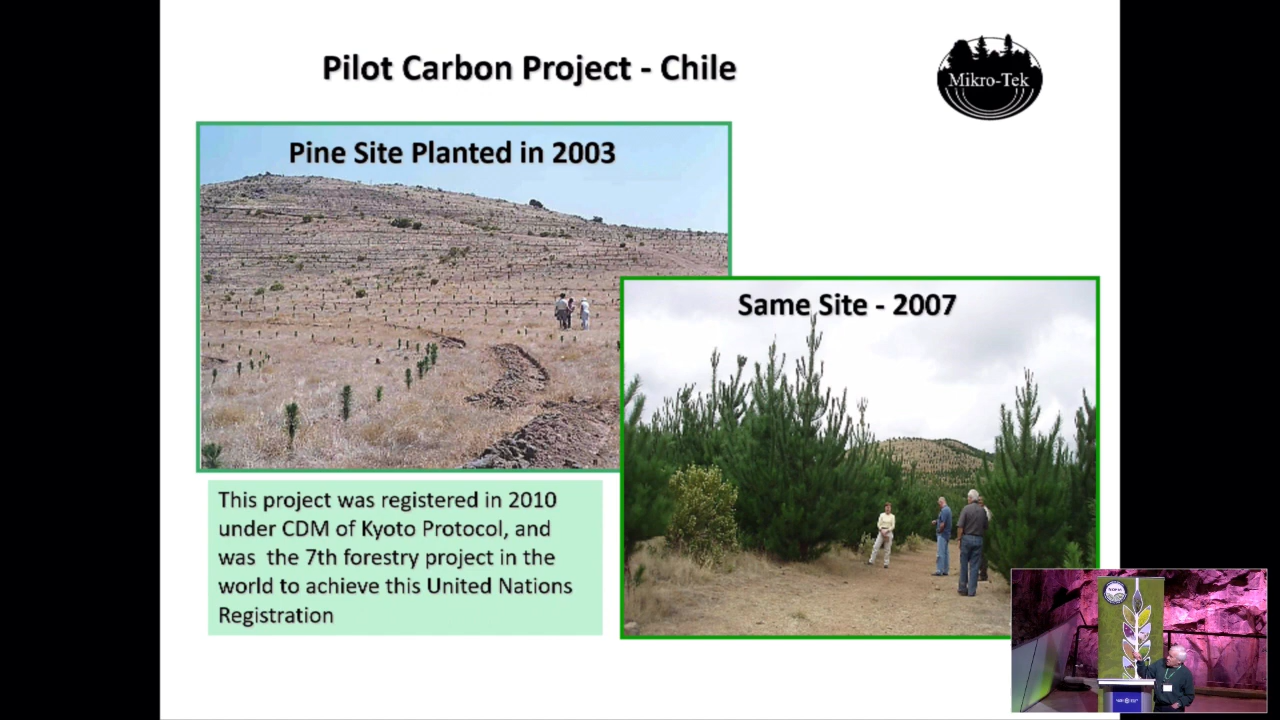 Pilot Carbon Project - Chile
Mikro-Tek
Pine Site Planted in 2003
Same Site - 2007
This project was registered in 2010
under CDM of Kyoto Protocol, and
was the 7th forestry project in the
world to achieve this United Nations
Registration